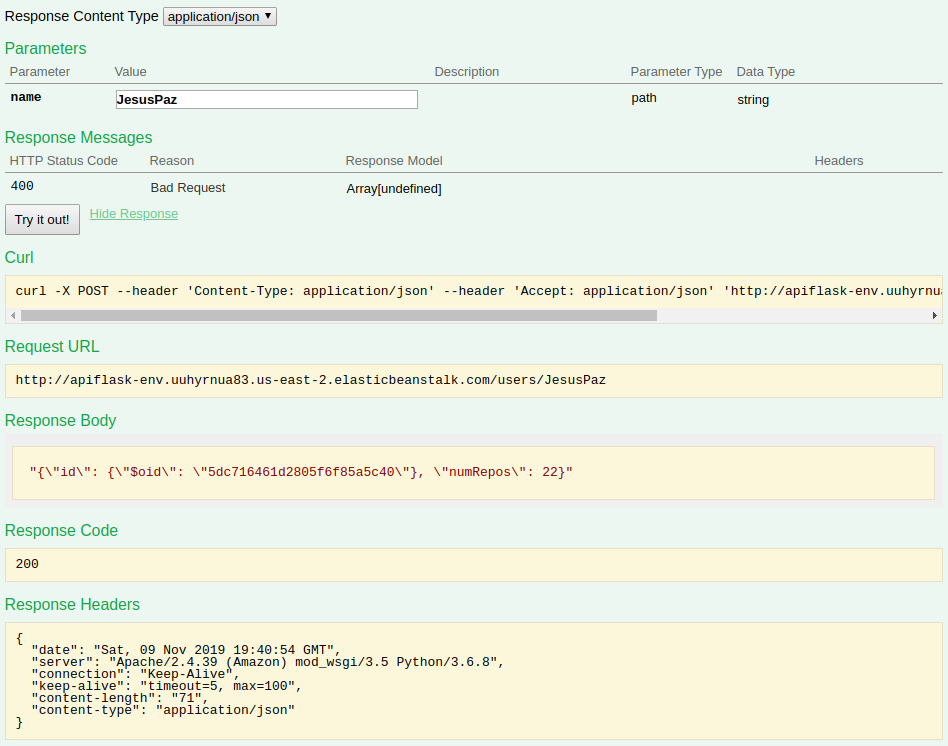 Response Content Type application/json
Parameters
Parameter Value Description Parameter Type Data Type
name JesusPaz path string
Response Messages
HTTP Status Code Reason Response Model Headers
400 Bad Request Array[undefined]
Try it out! Hide Response
Curl
curl -X POST --header 'Content-Type: application/json' --header 'Accept: application/json' 'http://apiflask-env.uuhyrnua
Request URL
http://apiflask-env.uuhyrnua83.us-east-2.elasticbeanstalk.com/users/JesusPaz
Response Body
"{\"id\": {\"$oid\": \"5dc716461d2805f6f85a5c40\"}, \"numRepos\": 22}"
Response Code
200
Response Headers
{
"date": "Sat, 09 Nov 2019 19:40:54 GMT",
"server": "Apache/2.4.39 (Amazon) mod_wsgi/3.5 Python/3.6.8",
"connection": "Keep-Alive",
"keep-alive": "timeout=5, max=100",
"content-length": "71",
"content-type": "application/json"
}